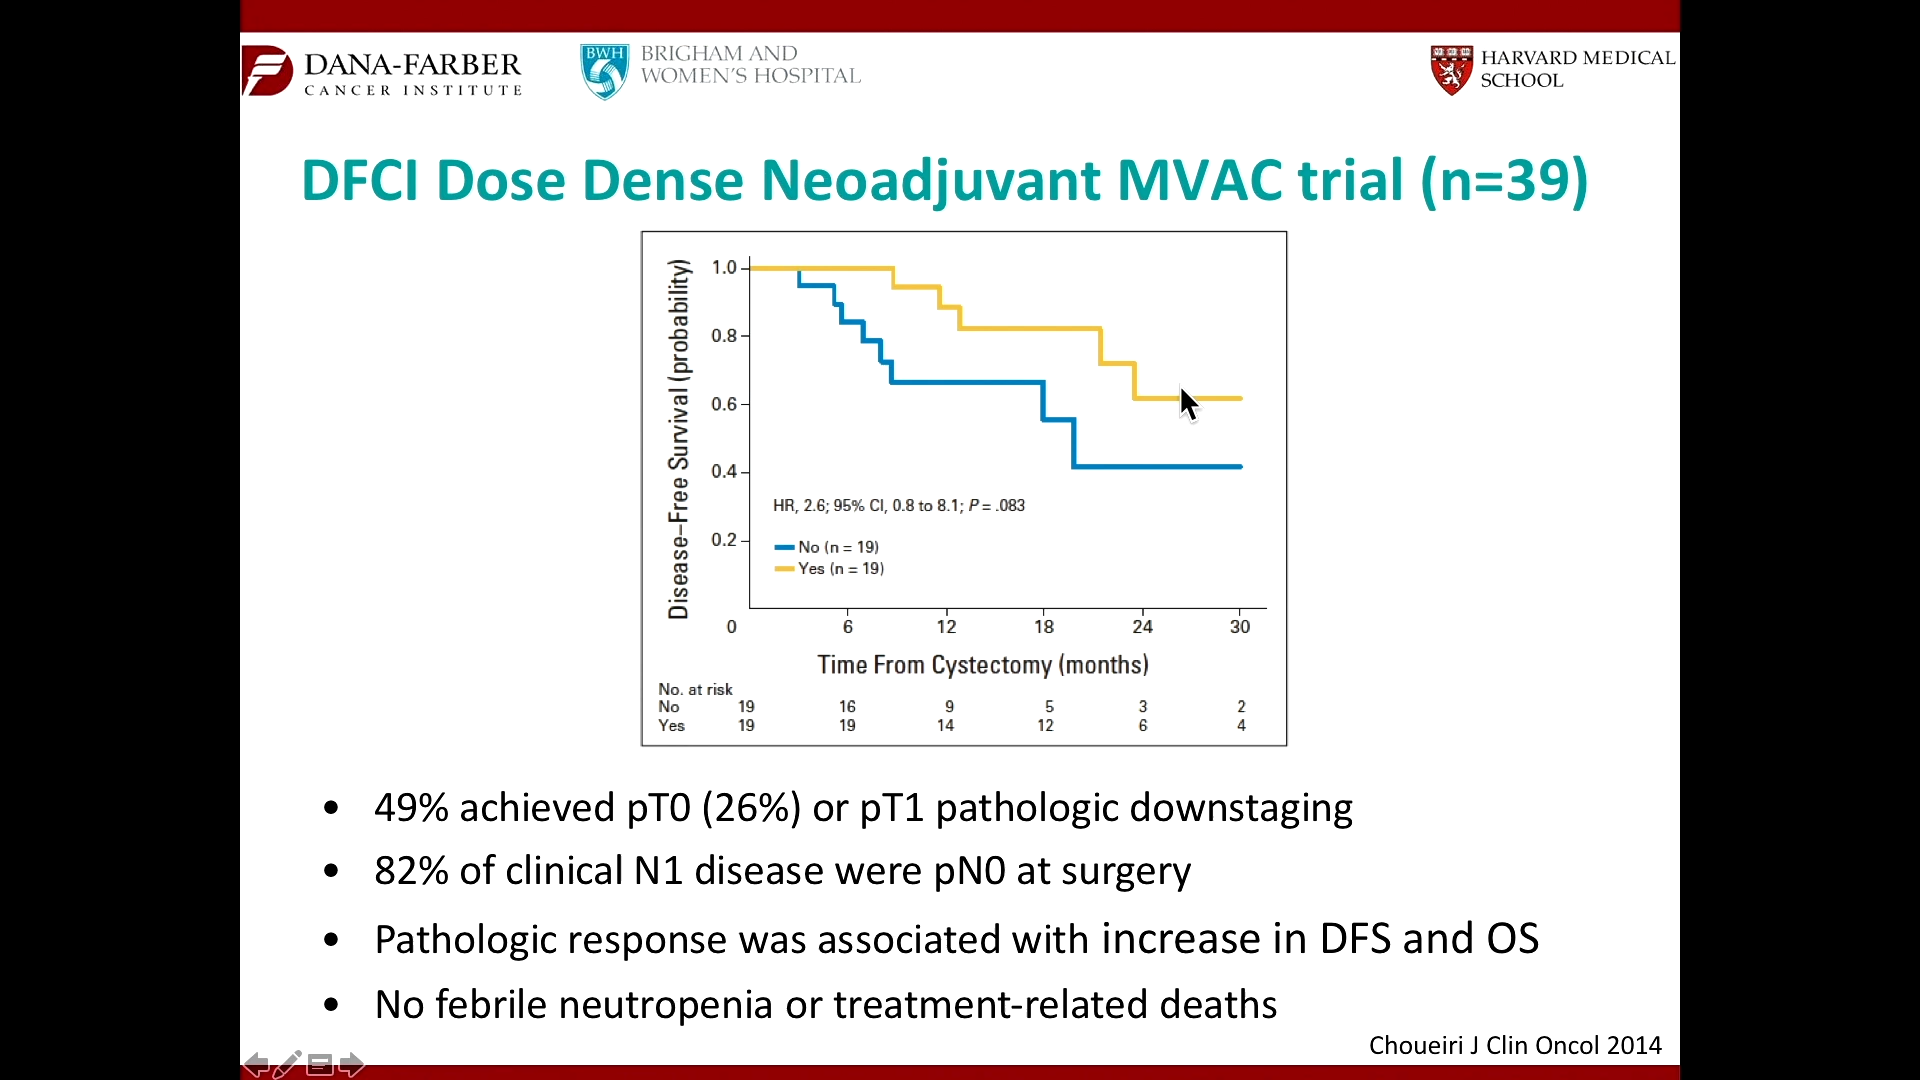 DANA-FARBER
CANCER INSTITUTE
BWH
BRIGHAM AND
WOMEN'S HOSPITAL
HARVARD MEDICAL
SCHOOL
DFCI Dose Dense Neoadjuvant MVAC trial (n=39)
Disease–Free Survival (probability)
1.0
0.8
0.6
0.4
0.2
HR, 2.6; 95% CI, 0.8 to 8.1; P = .083
No (n = 19)
Yes (n = 19)
0 6 12 18 24 30
Time From Cystectomy (months)
No. at risk
No 19 16 9 5 3 2
Yes 19 19 14 12 6 4
• 49% achieved pT0 (26%) or pT1 pathologic downstaging
• 82% of clinical N1 disease were pN0 at surgery
• Pathologic response was associated with increase in DFS and OS
• No febrile neutropenia or treatment-related deaths
Choueiri J Clin Oncol 2014